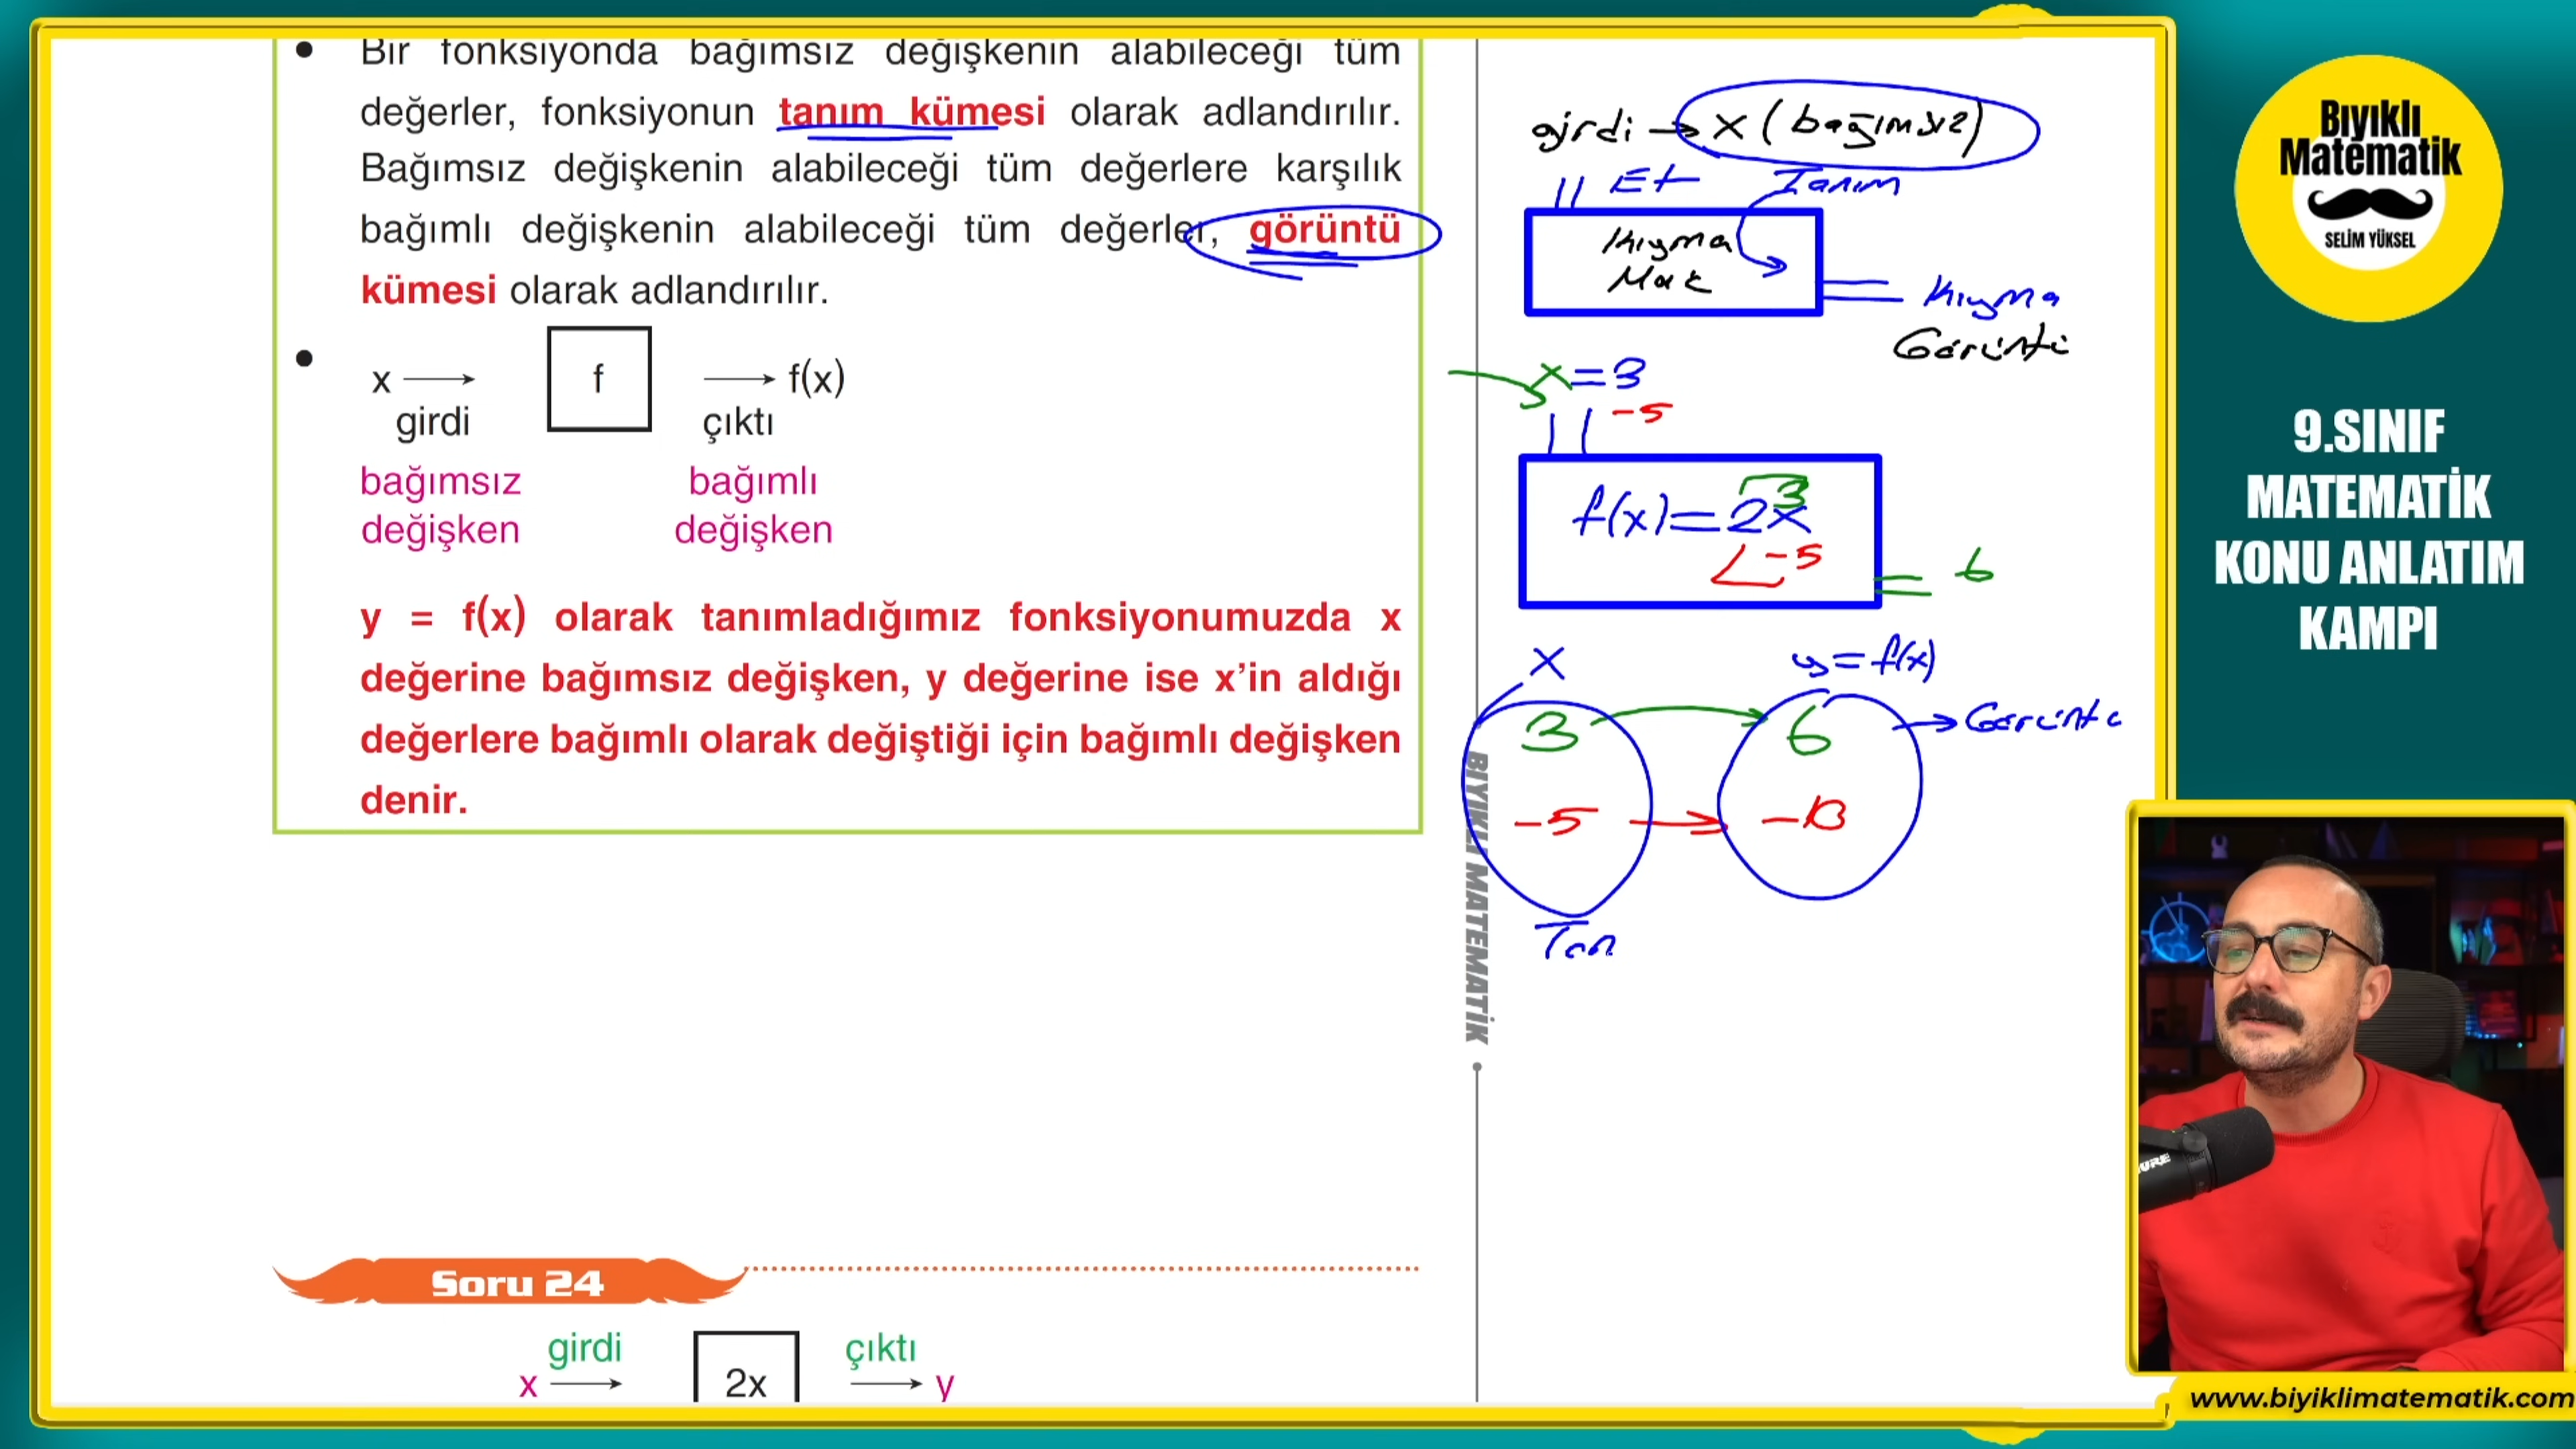 Bir fonksiyonda bağımsız değişkenin alabileceği tüm
değerler, fonksiyonun tanım kümesi olarak adlandırılır.
Bağımsız değişkenin alabileceği tüm değerlere karşılık
bağımlı değişkenin alabileceği tüm değerler, görüntü
kümesi olarak adlandırılır.
x f f(x)
girdi çıktı
bağımsız bağımlı
değişken değişken
y = f(x) olarak tanımladığımız fonksiyonumuzda x
değerine bağımsız değişken, y değerine ise x’in aldığı
değerlere bağımlı olarak değiştiği için bağımlı değişken
denir.
Soru 24
girdi çıktı
x 2x y
girdi → x (bağımsız)
Et Tanım
Kıyma
Mak
Kıyma
Görüntü
x=3
-5
3
f(x)=2x
-5
6
x y=f(x)
3 6 → Görüntü
-5 -10
Tan
BIYIKLI MATEMATİK
Bıyıklı
Matematik
SELİM YÜKSEL
9.SINIF
MATEMATİK
KONU ANLATIM
KAMPI
URE
www.biyiklimatematik.com